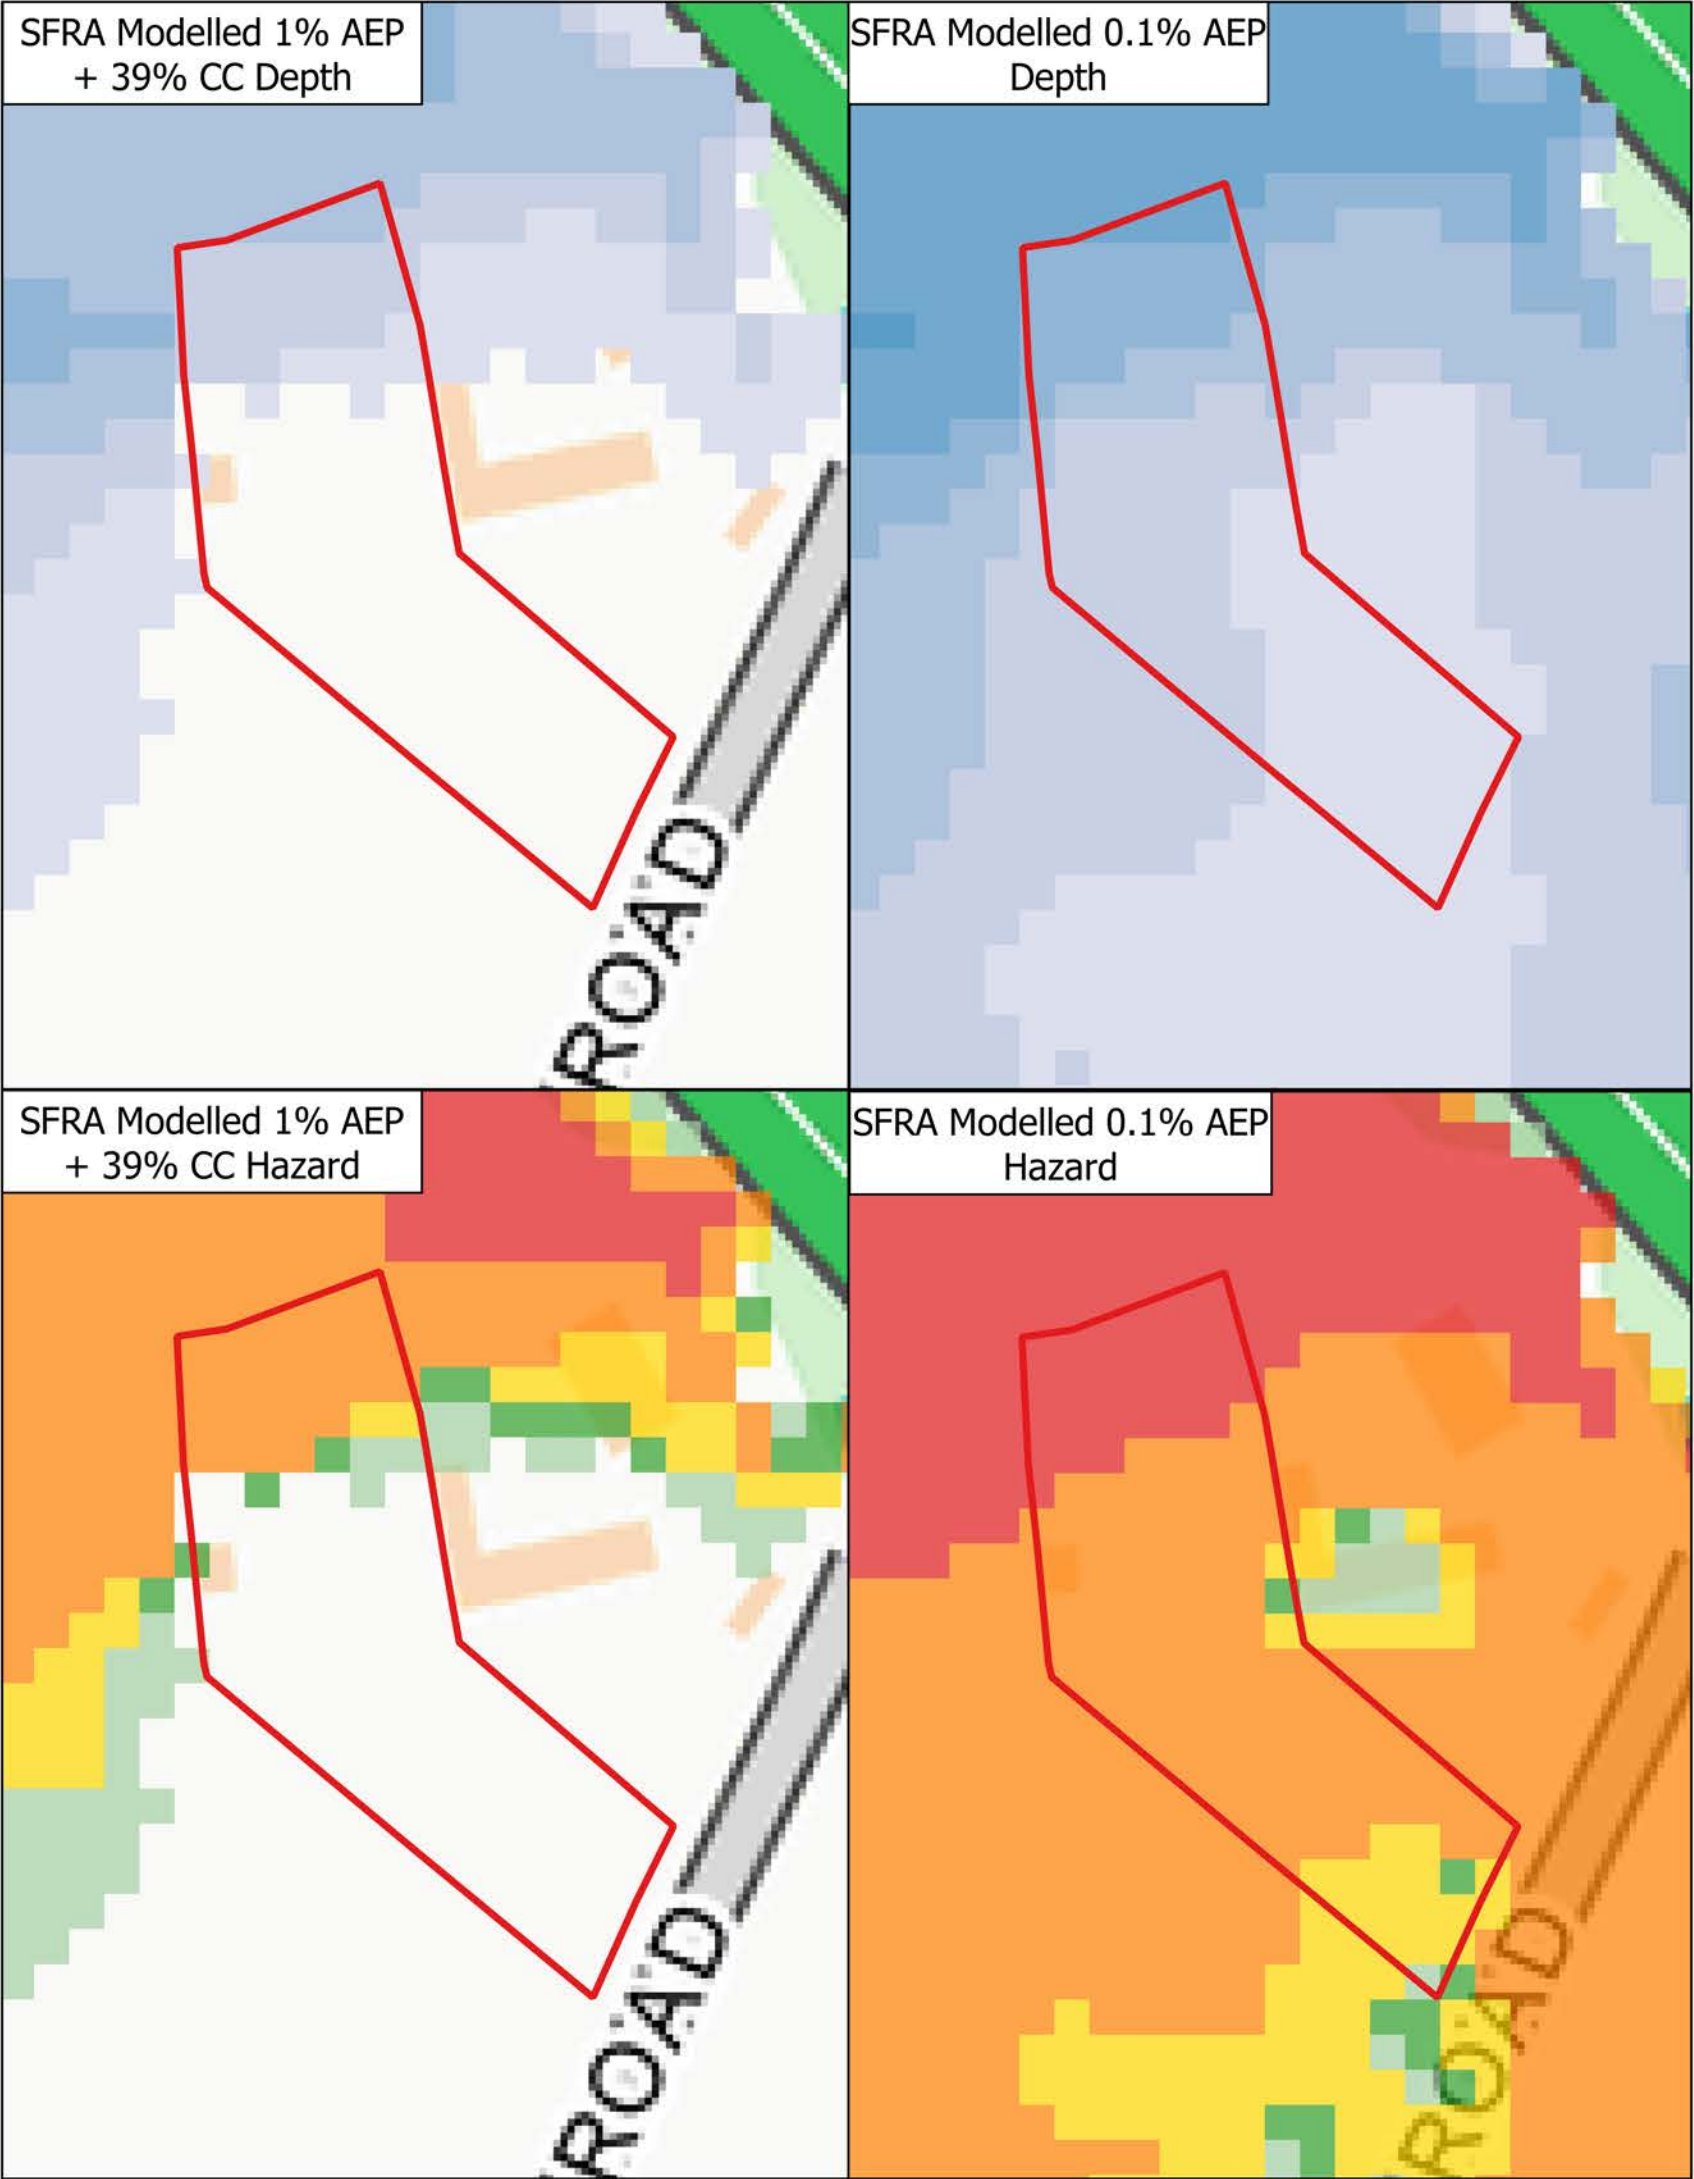 SFRA Modelled 1% AEP
+ 39% CC Depth
SFRA Modelled 0.1% AEP
Depth
ROAD
SFRA Modelled 1% AEP
+ 39% CC Hazard
SFRA Modelled 0.1% AEP
Hazard
ROAD
ROAD